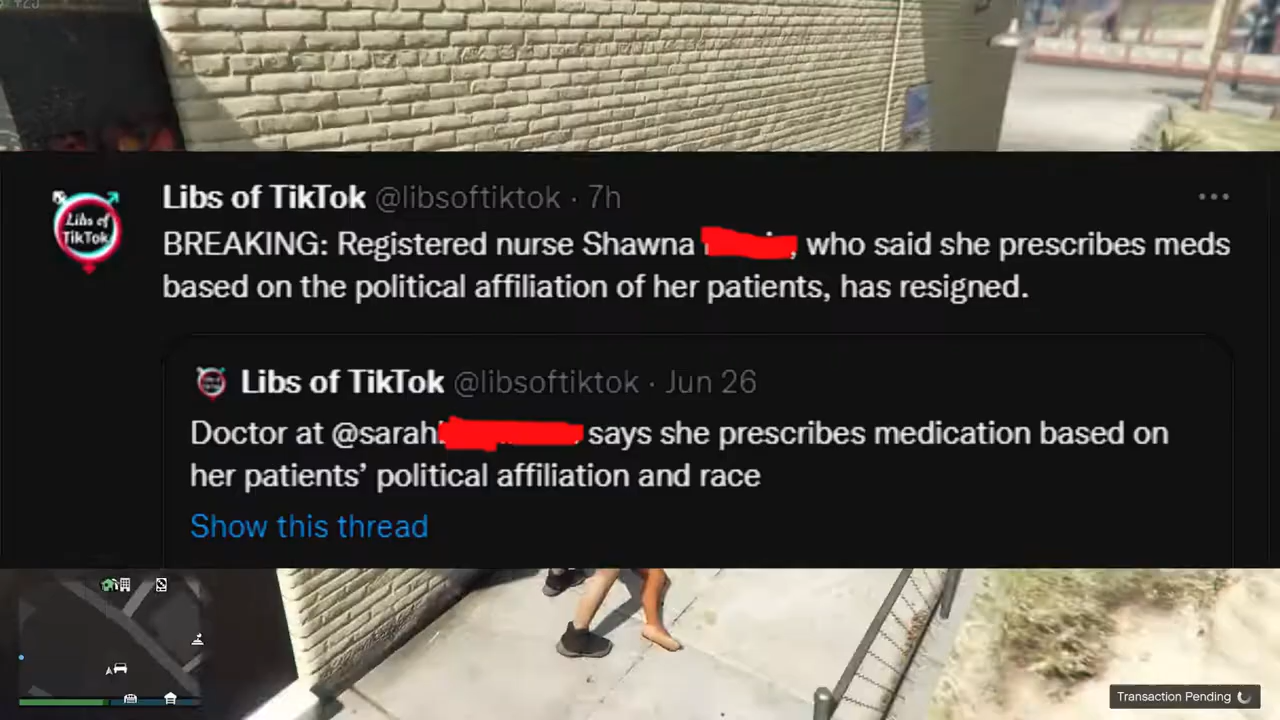 Libs of TikTok @libsoftiktok · 7h
BREAKING: Registered nurse Shawna , who said she prescribes meds
based on the political affiliation of her patients, has resigned.
Libs of TikTok @libsoftiktok · Jun 26
Doctor at @sarah says she prescribes medication based on
her patients’ political affiliation and race
Show this thread
Libs of
TikTok
Transaction Pending